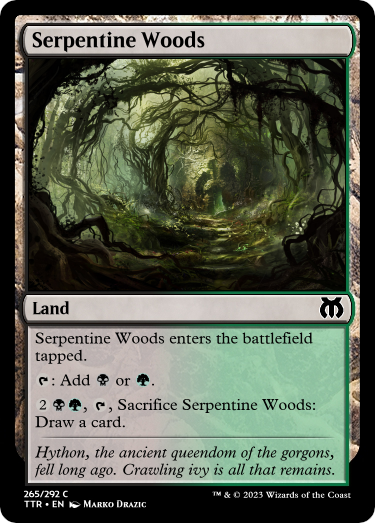 Serpentine Woods
Land
Serpentine Woods enters the battlefield
tapped.
: Add or .
2 , , Sacrifice Serpentine Woods:
Draw a card.
Hython, the ancient queendom of the gorgons,
fell long ago. Crawling ivy is all that remains.
265/292 C
TTR • EN Marko Drazic
™ & © 2023 Wizards of the Coast